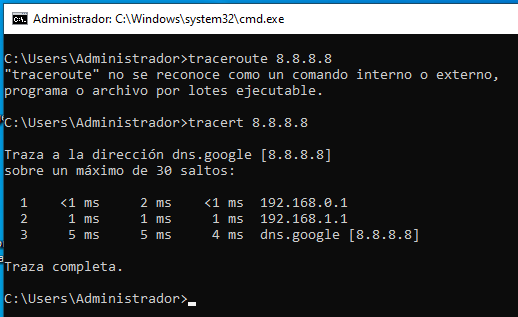 Administrador: C:\Windows\system32\cmd.exe
C:\Users\Administrador>traceroute 8.8.8.8
"traceroute" no se reconoce como un comando interno o externo,
programa o archivo por lotes ejecutable.
C:\Users\Administrador>tracert 8.8.8.8
Traza a la dirección dns.google [8.8.8.8]
sobre un máximo de 30 saltos:
1 <1 ms 2 ms <1 ms 192.168.0.1
2 1 ms 1 ms 1 ms 192.168.1.1
3 5 ms 5 ms 4 ms dns.google [8.8.8.8]
Traza completa.
C:\Users\Administrador>